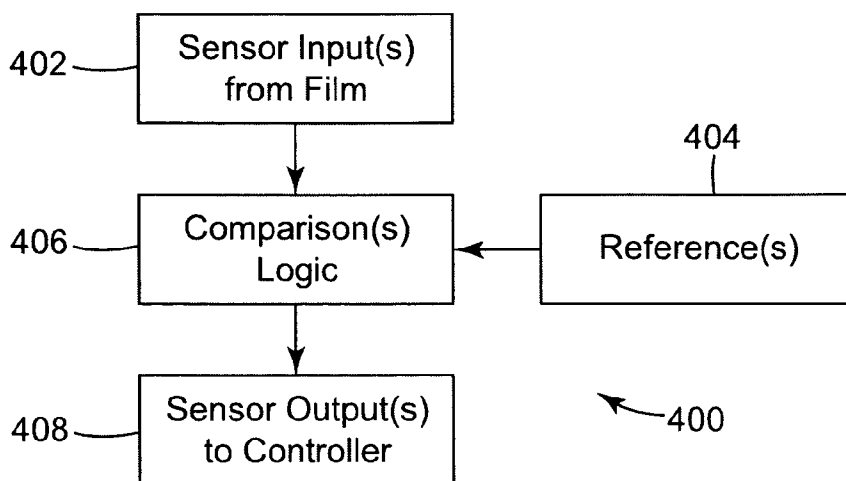 402
Sensor Input(s)
from Film
404
406
Comparison(s)
Logic
Reference(s)
408
Sensor Output(s)
to Controller
400